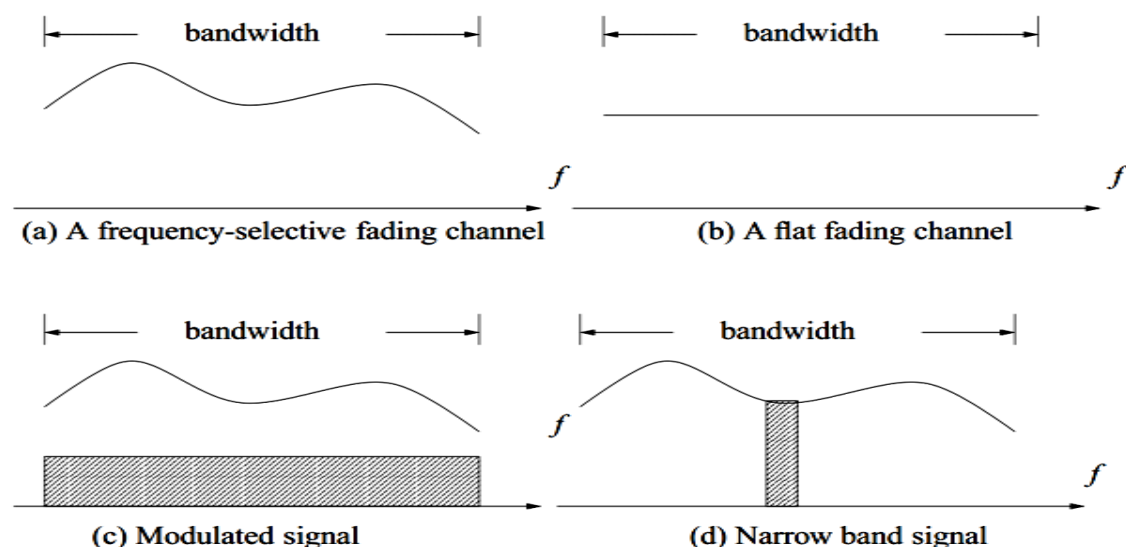 bandwidth
bandwidth
f
f
(a) A frequency-selective fading channel
(b) A flat fading channel
bandwidth
bandwidth
f
f
(c) Modulated signal
(d) Narrow band signal